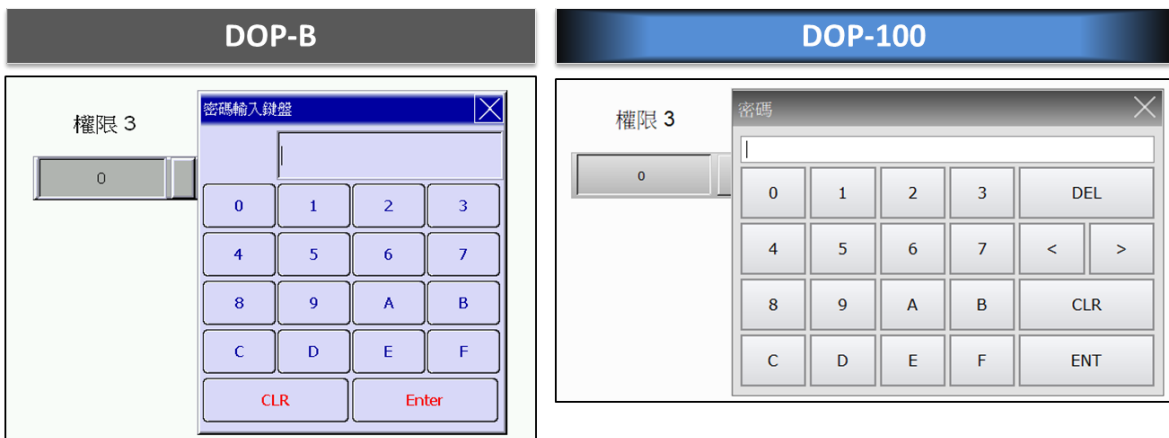 DOP-B
權限 3
0
密碼輸入鍵盤
0 1 2 3
4 5 6 7
8 9 A B
C D E F
CLR Enter
DOP-100
權限 3
0
密碼
0 1 2 3 DEL
4 5 6 7 < >
8 9 A B CLR
C D E F ENT